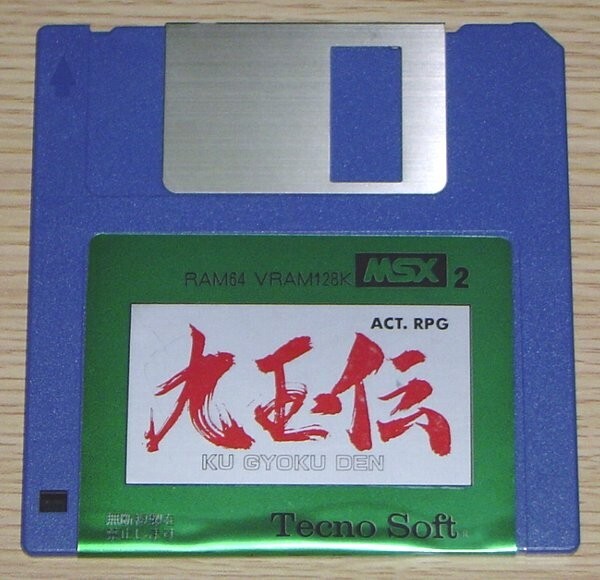 RAM64 VRAM128K MSX 2
ACT. RPG
九玉伝
KU GYOKU DEN
Tecno Soft